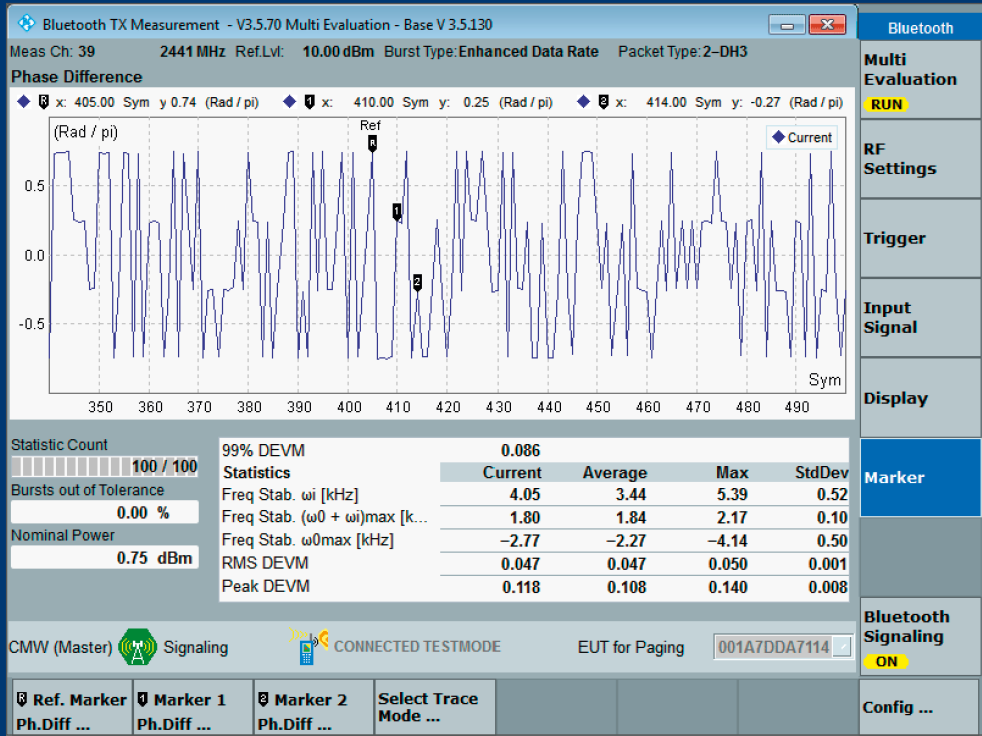 Bluetooth TX Measurement - V3.5.70 Multi Evaluation - Base V 3.5.130
Meas Ch: 39 2441 MHz Ref.Lvl: 10.00 dBm Burst Type: Enhanced Data Rate Packet Type: 2-DH3
Phase Difference
R x: 405.00 Sym y 0.74 (Rad / pi) 1 x: 410.00 Sym y: 0.25 (Rad / pi) 2 x: 414.00 Sym y: -0.27 (Rad / pi)
(Rad / pi)
Ref
R
Current
0.5
1
0.0
2
-0.5
Sym
350 360 370 380 390 400 410 420 430 440 450 460 470 480 490
Statistic Count
100 / 100
Bursts out of Tolerance
0.00 %
Nominal Power
0.75 dBm
99% DEVM 0.086
Statistics Current Average Max StdDev
Freq Stab. ωi [kHz] 4.05 3.44 5.39 0.52
Freq Stab. (ω0 + ωi)max [k... 1.80 1.84 2.17 0.10
Freq Stab. ω0max [kHz] −2.77 −2.27 −4.14 0.50
RMS DEVM 0.047 0.047 0.050 0.001
Peak DEVM 0.118 0.108 0.140 0.008
CMW (Master) Signaling CONNECTED TESTMODE EUT for Paging 001A7DDA7114
R Ref. Marker
Ph.Diff ...
1 Marker 1
Ph.Diff ...
2 Marker 2
Ph.Diff ...
Select Trace
Mode ...
Bluetooth
Multi
Evaluation
RUN
RF
Settings
Trigger
Input
Signal
Display
Marker
Bluetooth
Signaling
ON
Config ...